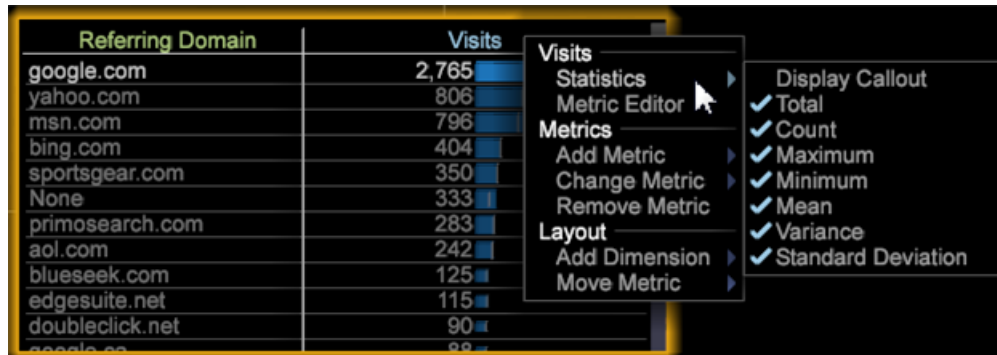 Referring Domain Visits
google.com 2,765
yahoo.com 806
msn.com 796
bing.com 404
sportsgear.com 350
None 333
primosearch.com 283
aol.com 242
blueseek.com 125
edgesuite.net 115
doubleclick.net 90
google.ca 88
Visits
Statistics
Metric Editor
Metrics
Add Metric
Change Metric
Remove Metric
Layout
Add Dimension
Move Metric
Display Callout
Total
Count
Maximum
Minimum
Mean
Variance
Standard Deviation